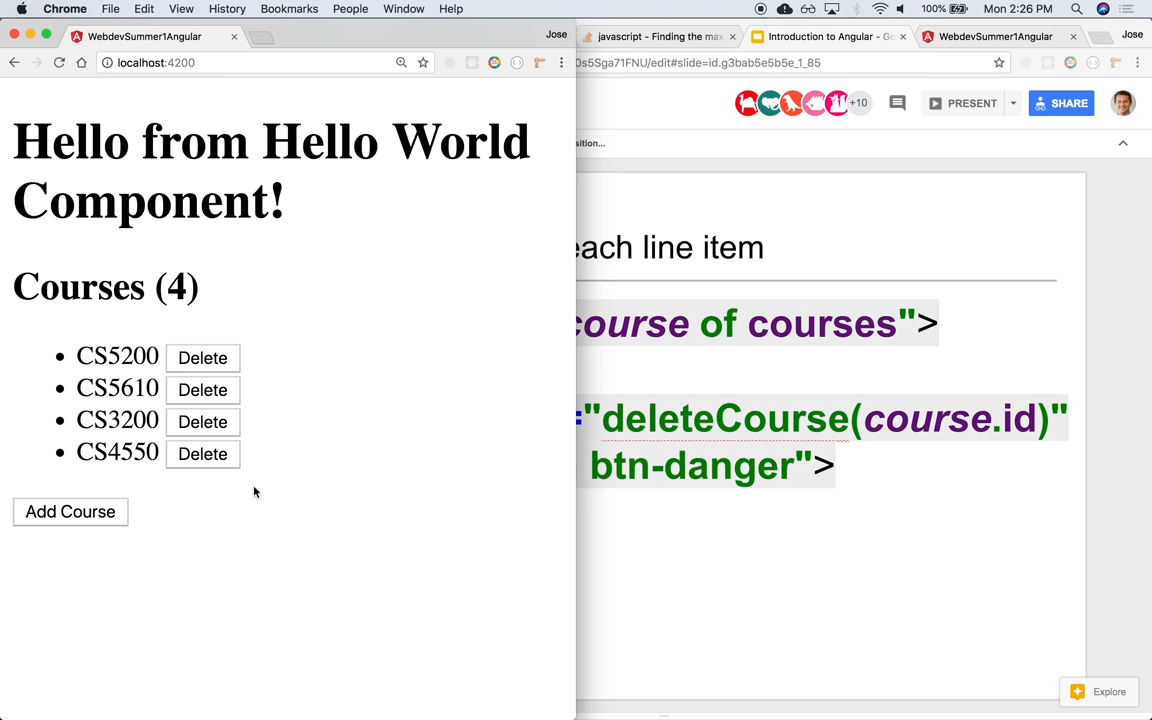 Chrome File Edit View History Bookmarks People Window Help 100% Mon 2:26 PM
WebdevSummer1Angular Jose
localhost:4200
Hello from Hello World
Component!
Courses (4)
CS5200 Delete
CS5610 Delete
CS3200 Delete
CS4550 Delete
Add Course
javascript - Finding the max Introduction to Angular - Go WebdevSummer1Angular Jose
0s5Sga71FNU/edit#slide=id.g3bab5e5b5e_1_85
+10 PRESENT SHARE
sition...
each line item
course of courses">
="deleteCourse(course.id)"
btn-danger">
Explore